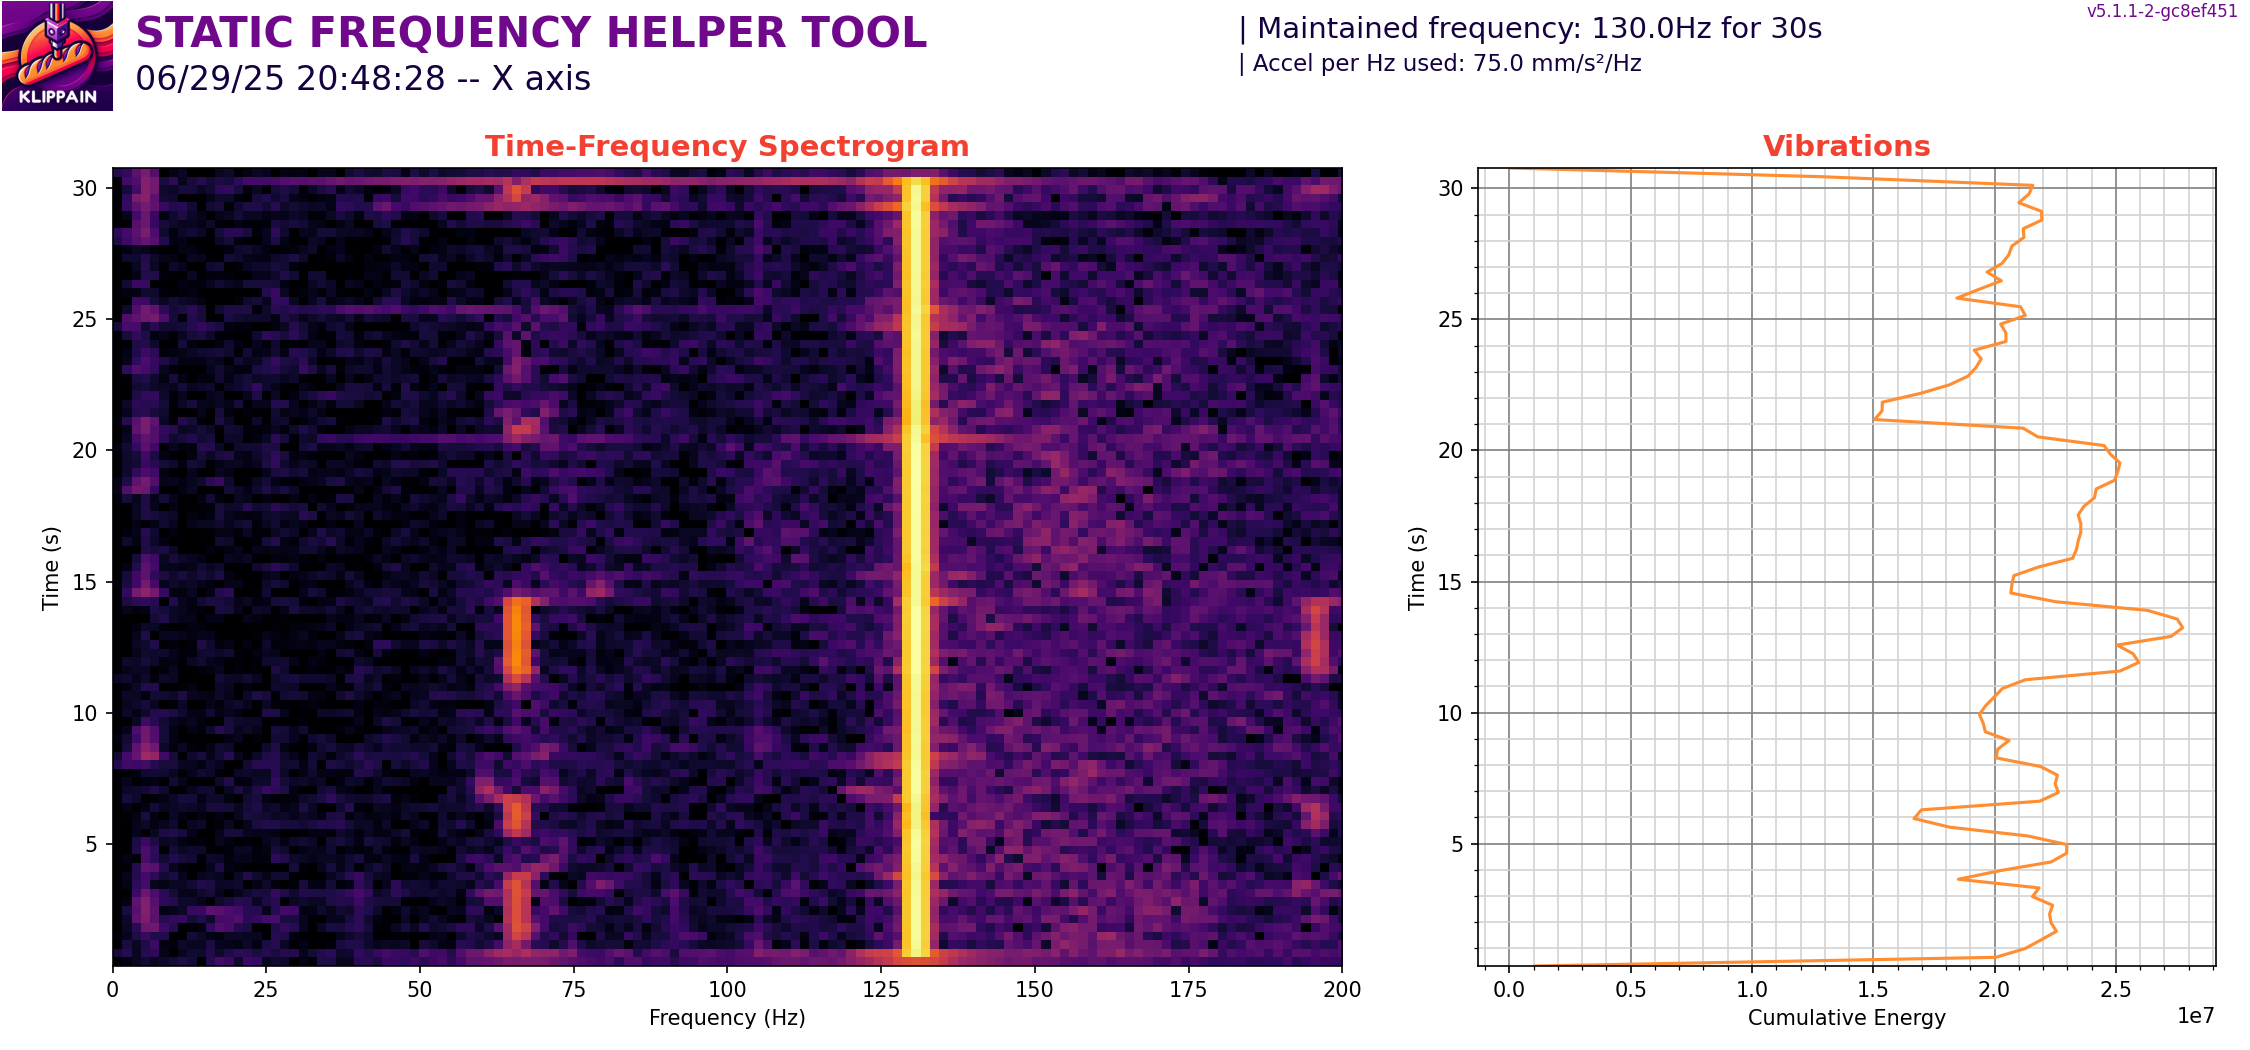 KLIPPAIN
STATIC FREQUENCY HELPER TOOL
06/29/25 20:48:28 -- X axis
| Maintained frequency: 130.0Hz for 30s
| Accel per Hz used: 75.0 mm/s²/Hz
v5.1.1-2-gc8ef451
Time-Frequency Spectrogram
30
25
20
15
10
5
Time (s)
0 25 50 75 100 125 150 175 200
Frequency (Hz)
Vibrations
30
25
20
15
10
5
Time (s)
0.0 0.5 1.0 1.5 2.0 2.5
1e7
Cumulative Energy